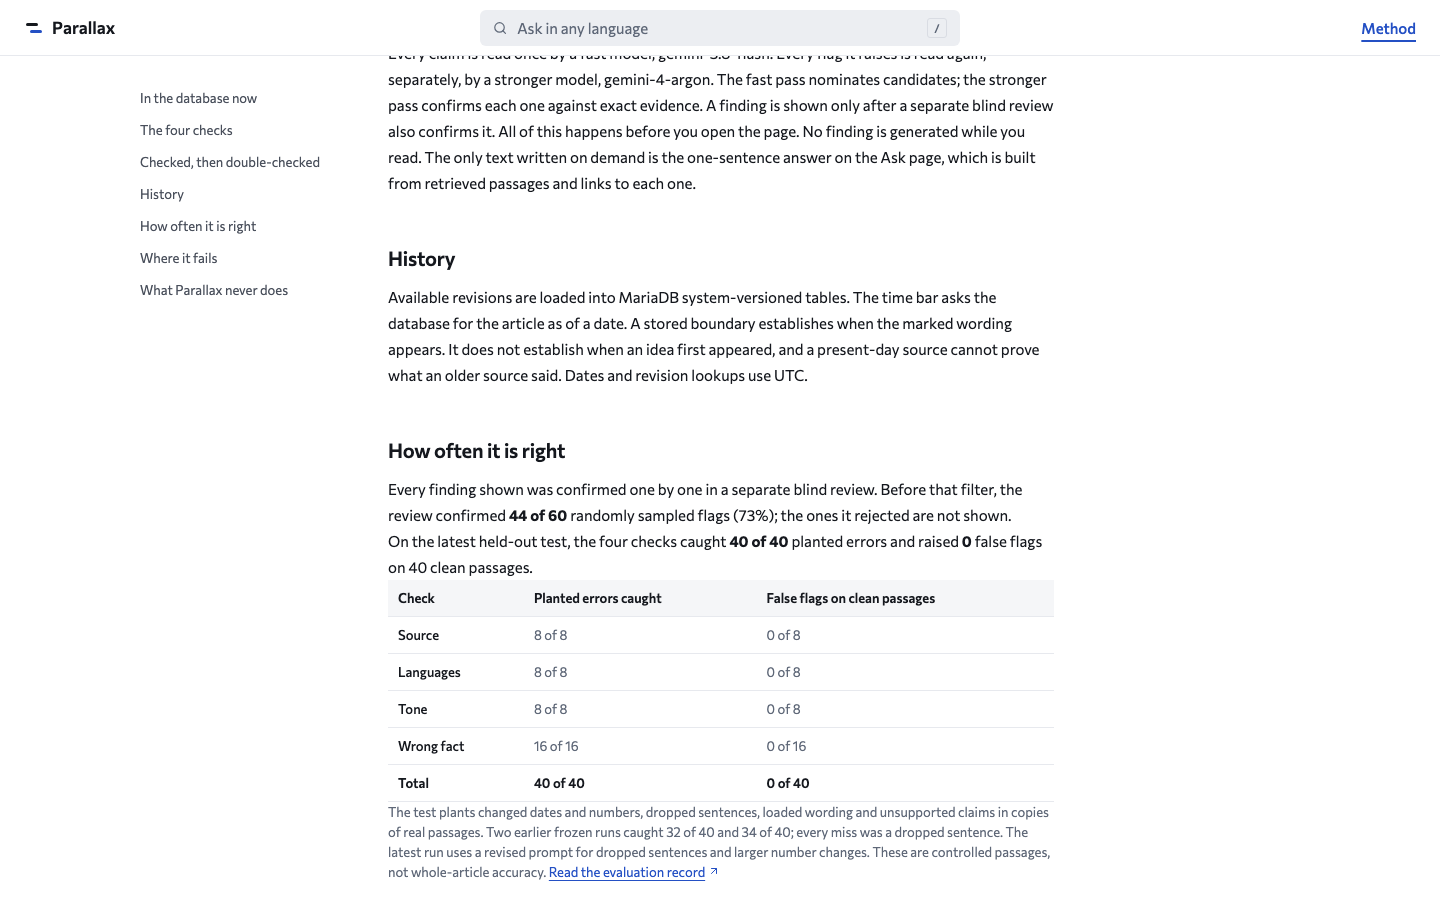 Parallax
Ask in any language
/
Method
In the database now
The four checks
Checked, then double-checked
History
How often it is right
Where it fails
What Parallax never does
separately, by a stronger model, gemini-4-argon. The fast pass nominates candidates; the stronger
pass confirms each one against exact evidence. A finding is shown only after a separate blind review
also confirms it. All of this happens before you open the page. No finding is generated while you
read. The only text written on demand is the one-sentence answer on the Ask page, which is built
from retrieved passages and links to each one.
History
Available revisions are loaded into MariaDB system-versioned tables. The time bar asks the
database for the article as of a date. A stored boundary establishes when the marked wording
appears. It does not establish when an idea first appeared, and a present-day source cannot prove
what an older source said. Dates and revision lookups use UTC.
How often it is right
Every finding shown was confirmed one by one in a separate blind review. Before that filter, the
review confirmed 44 of 60 randomly sampled flags (73%); the ones it rejected are not shown.
On the latest held-out test, the four checks caught 40 of 40 planted errors and raised 0 false flags
on 40 clean passages.
Check Planted errors caught False flags on clean passages
Source 8 of 8 0 of 8
Languages 8 of 8 0 of 8
Tone 8 of 8 0 of 8
Wrong fact 16 of 16 0 of 16
Total 40 of 40 0 of 40
The test plants changed dates and numbers, dropped sentences, loaded wording and unsupported claims in copies
of real passages. Two earlier frozen runs caught 32 of 40 and 34 of 40; every miss was a dropped sentence. The
latest run uses a revised prompt for dropped sentences and larger number changes. These are controlled passages,
not whole-article accuracy. Read the evaluation record ↗